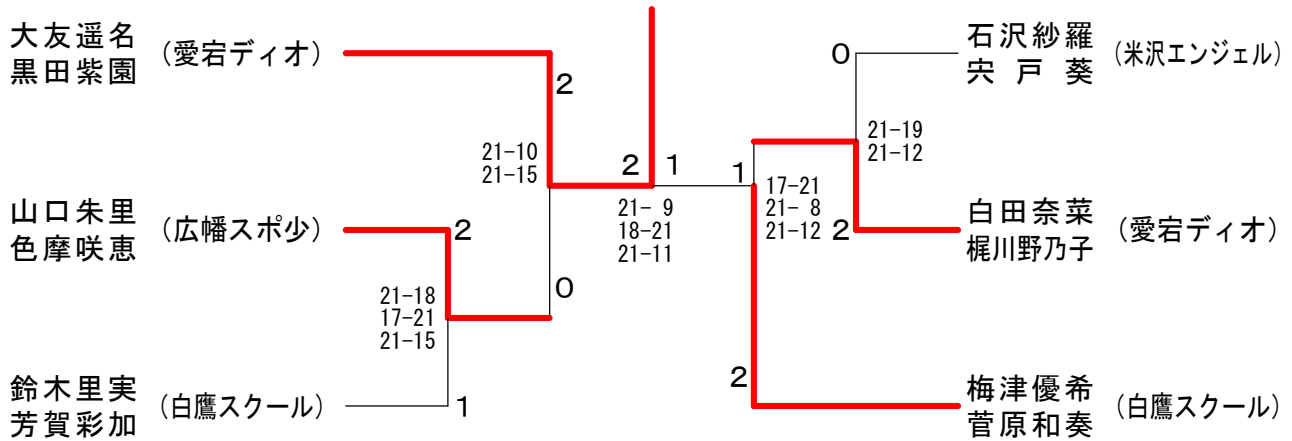 大友遥名
黒田紫園
(愛宕ディオ)
2
21-10
21-15
山口朱里
色摩咲恵
(広幡スポ少)
2
21-18
17-21
21-15
0
鈴木里実
芳賀彩加
(白鷹スクール)
1
2
1
21- 9
18-21
21-11
石沢紗羅
宍戸葵
(米沢エンジェル)
0
21-19
21-12
1
17-21
21- 8
21-12
2
白田奈菜
梶川野乃子
(愛宕ディオ)
2
梅津優希
菅原和奏
(白鷹スクール)